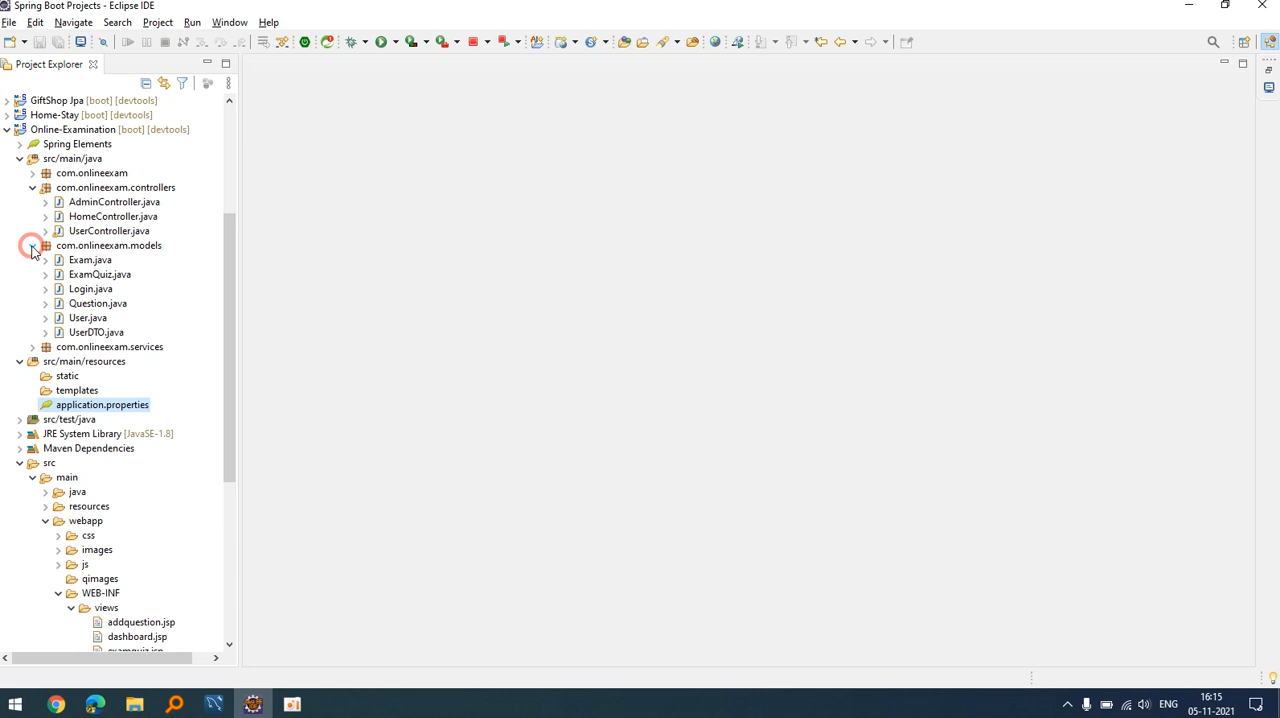 Spring Boot Projects - Eclipse IDE
File Edit Navigate Search Project Run Window Help
Project Explorer
GiftShop Jpa [boot] [devtools]
Home-Stay [boot] [devtools]
Online-Examination [boot] [devtools]
Spring Elements
src/main/java
com.onlineexam
com.onlineexam.controllers
AdminController.java
HomeController.java
UserController.java
com.onlineexam.models
Exam.java
ExamQuiz.java
Login.java
Question.java
User.java
UserDTO.java
com.onlineexam.services
src/main/resources
static
templates
application.properties
src/test/java
JRE System Library [JavaSE-1.8]
Maven Dependencies
src
main
java
resources
webapp
css
images
js
qimages
WEB-INF
views
addquestion.jsp
dashboard.jsp
examquiz.jsp
ENG
16:15
05-11-2021